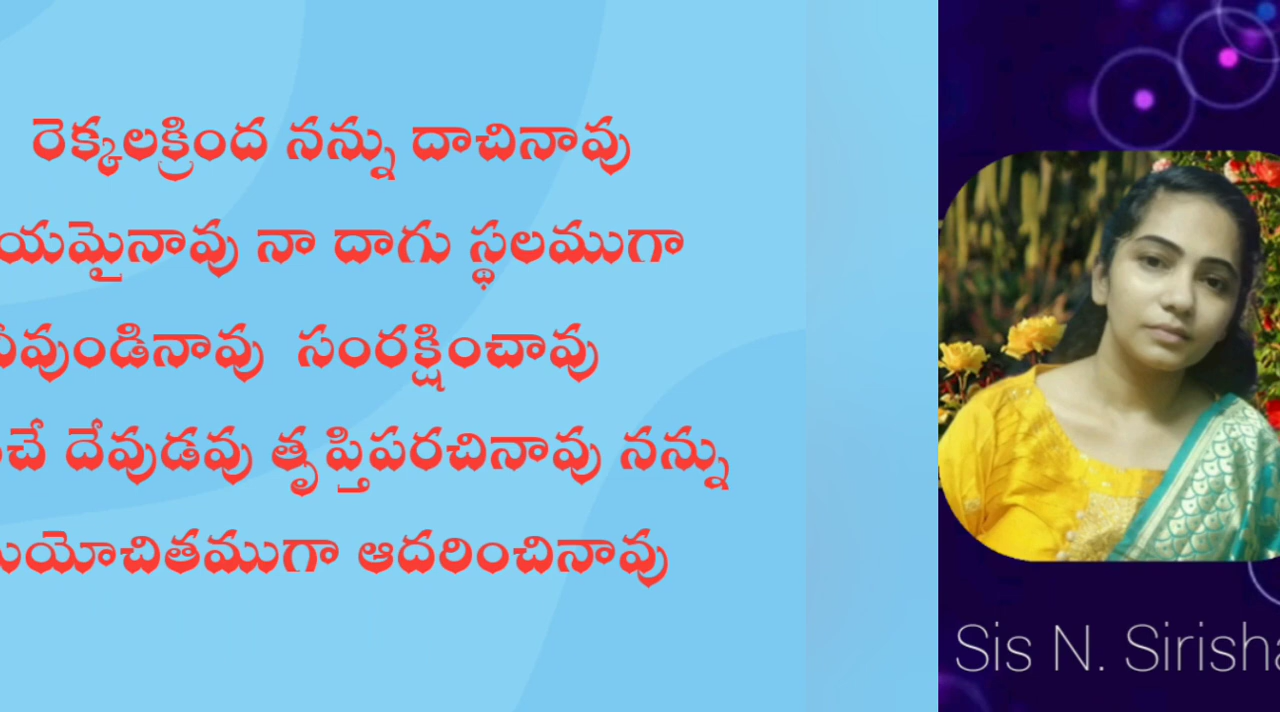 రెక్కలక్రింద నన్ను దాచినావు
యమైనావు నా దాగు స్థలముగా
నీవుండినావు సంరక్షించావు
చే దేవుడవు తృప్తిపరచినావు నన్ను
యోచితముగా ఆదరించినావు
Sis N. Sirisha